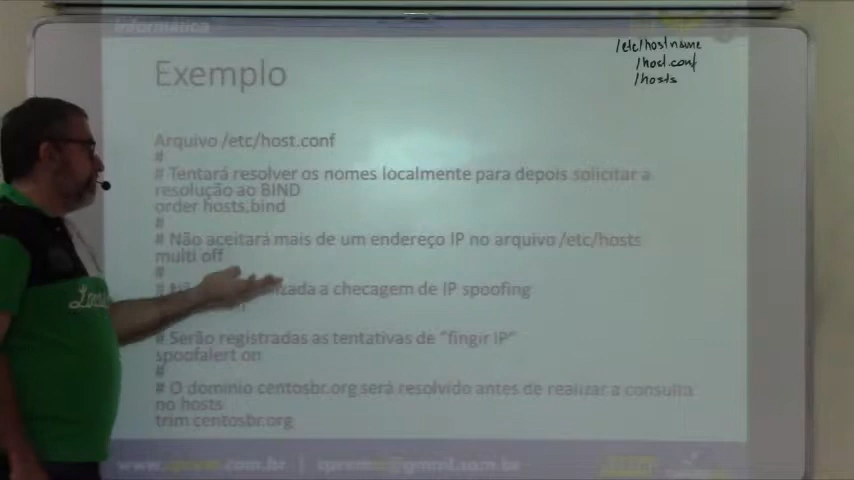 Informática
/etc/hostname
/host.conf
/hosts
Exemplo
Arquivo /etc/host.conf
#
# Tentará resolver os nomes localmente para depois solicitar a
resolução ao BIND
order hosts,bind
#
# Não aceitará mais de um endereço IP no arquivo /etc/hosts
multi off
#
# a checagem de IP spoofing
# Serão registradas as tentativas de "fingir IP"
spoofalert on
#
# O dominio centosbr.org será resolvido antes de realizar a consulta
no hosts
trim centosbr.org